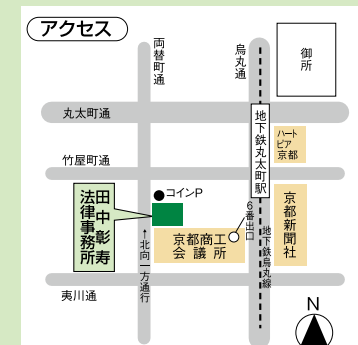 アクセス
両替町通
烏丸通
御所
丸太町通
地下鉄丸太町駅
ハート
ピア
京都
竹屋町通
コインP
田中彰寿
法律事務所
6番出口
京都新聞社
京都商工
会議所
↑北向一方通行
地下鉄烏丸線
夷川通
N